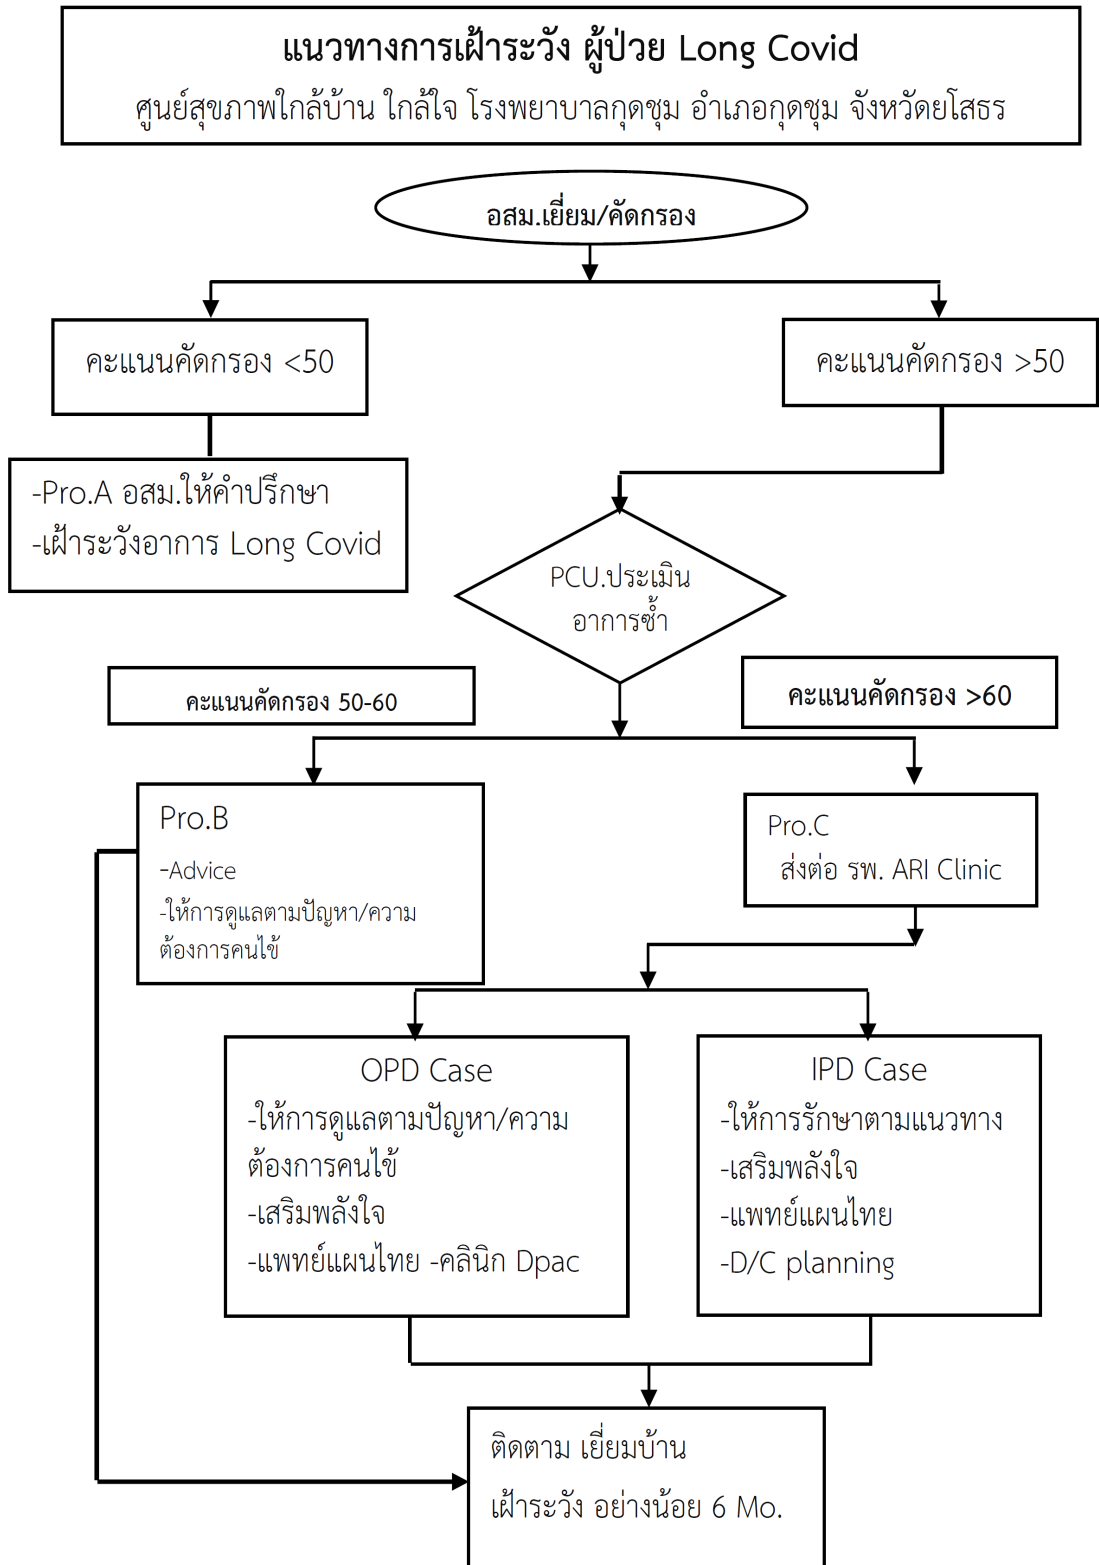 แนวทางการเฝ้าระวัง ผู้ป่วย Long Covid
ศูนย์สุขภาพใกล้บ้าน ใกล้ใจ โรงพยาบาลกุดชุม อำเภอกุดชุม จังหวัดยโสธร
อสม.เยี่ยม/คัดกรอง
คะแนนคัดกรอง <50
คะแนนคัดกรอง >50
-Pro.A อสม.ให้คำปรึกษา
-เฝ้าระวังอาการ Long Covid
PCU.ประเมิน
อาการซ้ำ
คะแนนคัดกรอง 50-60
คะแนนคัดกรอง >60
Pro.B
-Advice
-ให้การดูแลตามปัญหา/ความ
ต้องการคนไข้
Pro.C
ส่งต่อ รพ. ARI Clinic
OPD Case
-ให้การดูแลตามปัญหา/ความ
ต้องการคนไข้
-เสริมพลังใจ
-แพทย์แผนไทย -คลินิก Dpac
IPD Case
-ให้การรักษาตามแนวทาง
-เสริมพลังใจ
-แพทย์แผนไทย
-D/C planning
ติดตาม เยี่ยมบ้าน
เฝ้าระวัง อย่างน้อย 6 Mo.